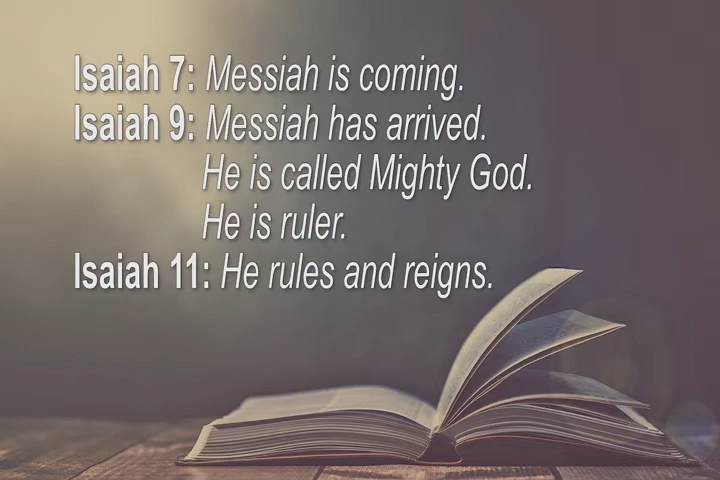 Isaiah 7: Messiah is coming.
Isaiah 9: Messiah has arrived.
He is called Mighty God.
He is ruler.
Isaiah 11: He rules and reigns.